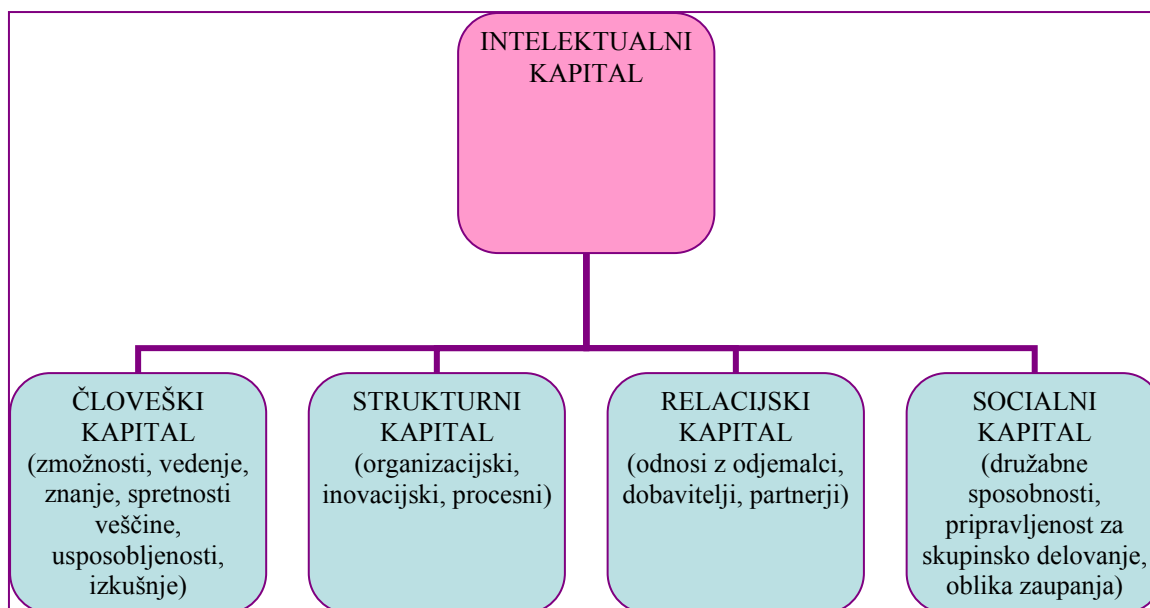 INTELEKTUALNI
KAPITAL
ČLOVEŠKI
KAPITAL
(zmožnosti, vedenje,
znanje, spretnosti
veščine,
usposobljenosti,
izkušnje)
STRUKTURNI
KAPITAL
(organizacijski,
inovacijski, procesni)
RELACIJSKI
KAPITAL
(odnosi z odjemalci,
dobavitelji, partnerji)
SOCIALNI
KAPITAL
(družabne
sposobnosti,
pripravljenost za
skupinsko delovanje,
oblika zaupanja)